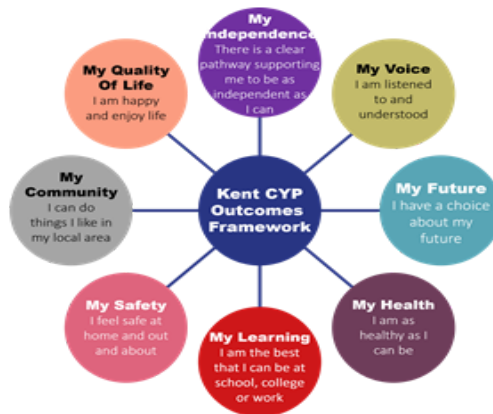 My
Independence
There is a clear
pathway supporting
me to be as
independent as
I can
My Voice
I am listened
to and
understood
My Future
I have a choice
about my
future
My Health
I am as
healthy as I
can be
My Learning
I am the best
that I can be at
school, college
or work
My Safety
I feel safe at
home and out
and about
My
Community
I can do
things I like in
my local area
My Quality
Of Life
I am happy
and enjoy life
Kent CYP
Outcomes
Framework